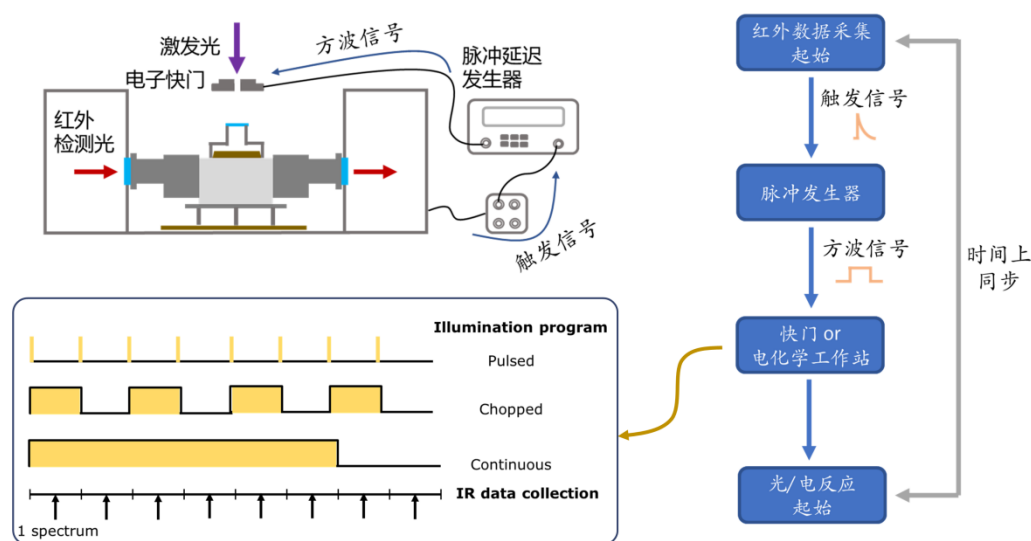 激发光
电子快门
方波信号
脉冲延迟
发生器
红外
检测光
触发信号
Illumination program
Pulsed
Chopped
Continuous
IR data collection
1 spectrum
红外数据采集
起始
触发信号
脉冲发生器
方波信号
快门 or
电化学工作站
光/电反应
起始
时间上
同步